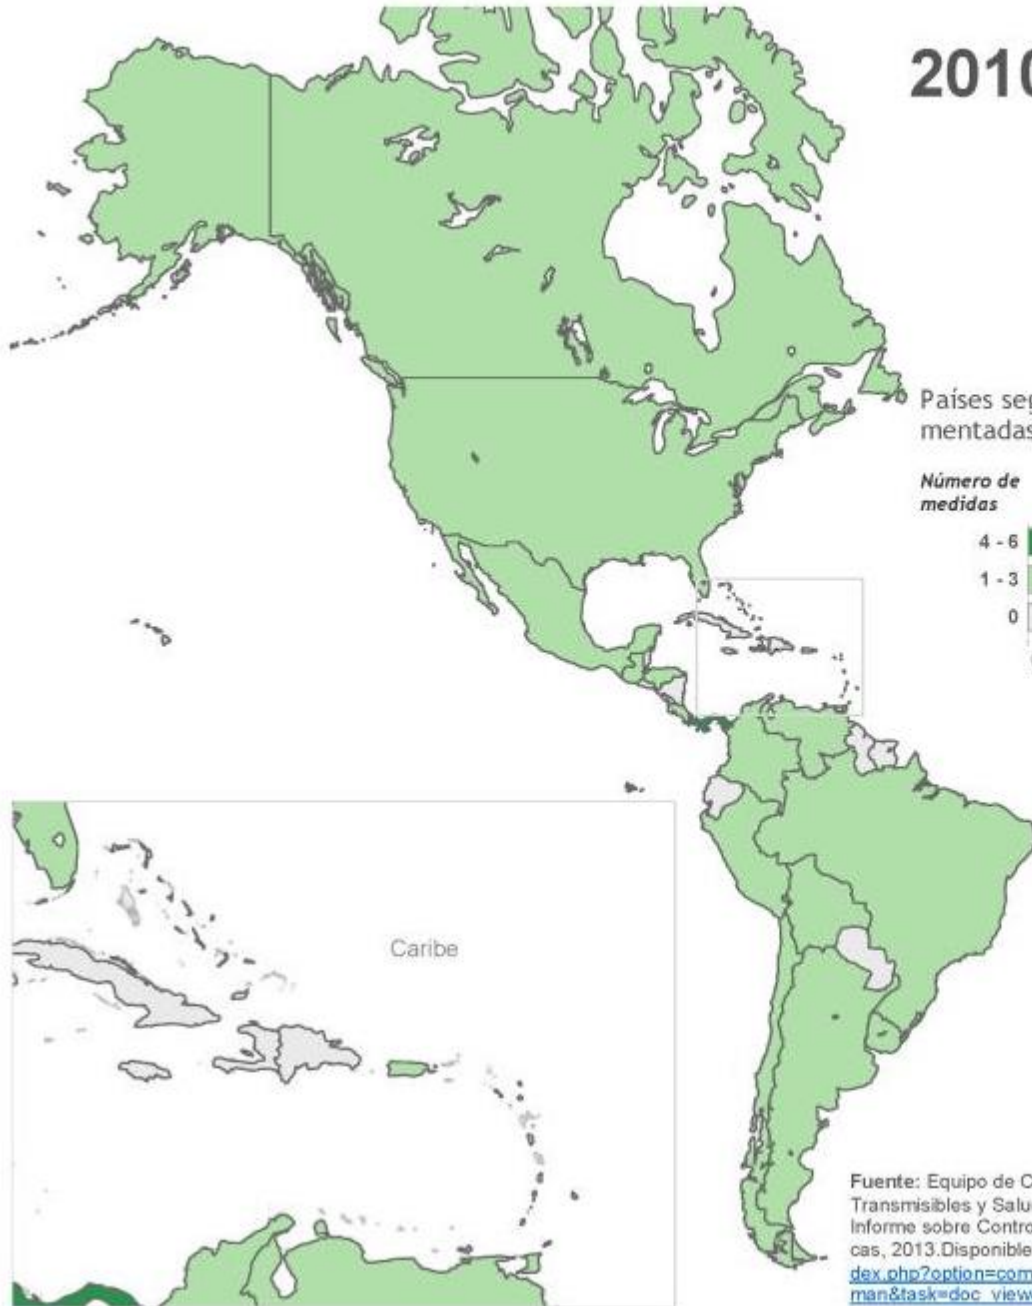 2010
Países seg
mentadas
Número de
medidas
4 - 6
1 - 3
0
Caribe
Fuente: Equipo de C
Transmisibles y Salu
Informe sobre Contro
cas, 2013.Disponible
dex.php?option=com
man&task=doc_view